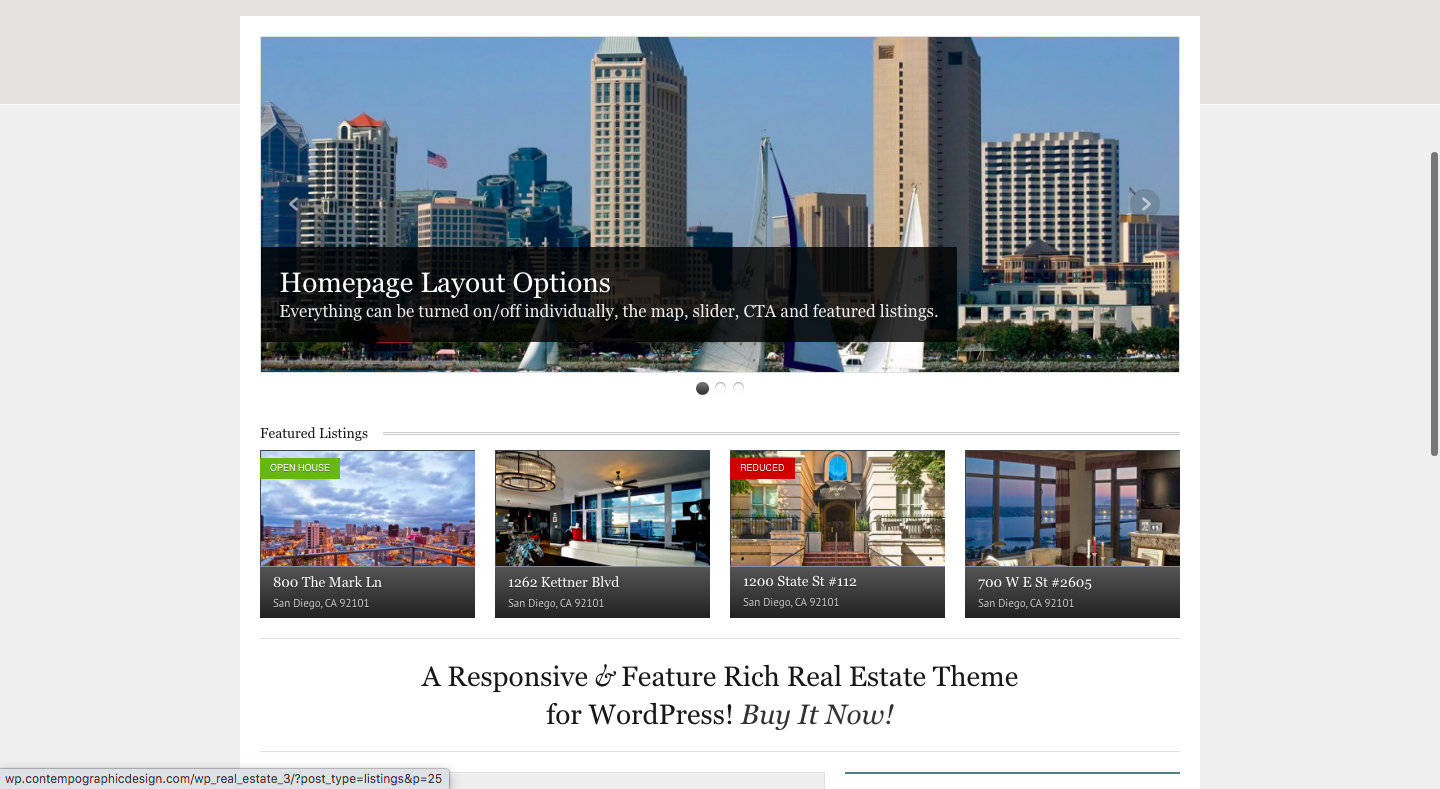 Homepage Layout Options
Everything can be turned on/off individually, the map, slider, CTA and featured listings.
Featured Listings
OPEN HOUSE
800 The Mark Ln
San Diego, CA 92101
1262 Kettner Blvd
San Diego, CA 92101
REDUCED
1200 State St #112
San Diego, CA 92101
700 W E St #2605
San Diego, CA 92101
A Responsive & Feature Rich Real Estate Theme
for WordPress! Buy It Now!
wp.contempographicdesign.com/wp_real_estate_3/?post_type=listings&p=25